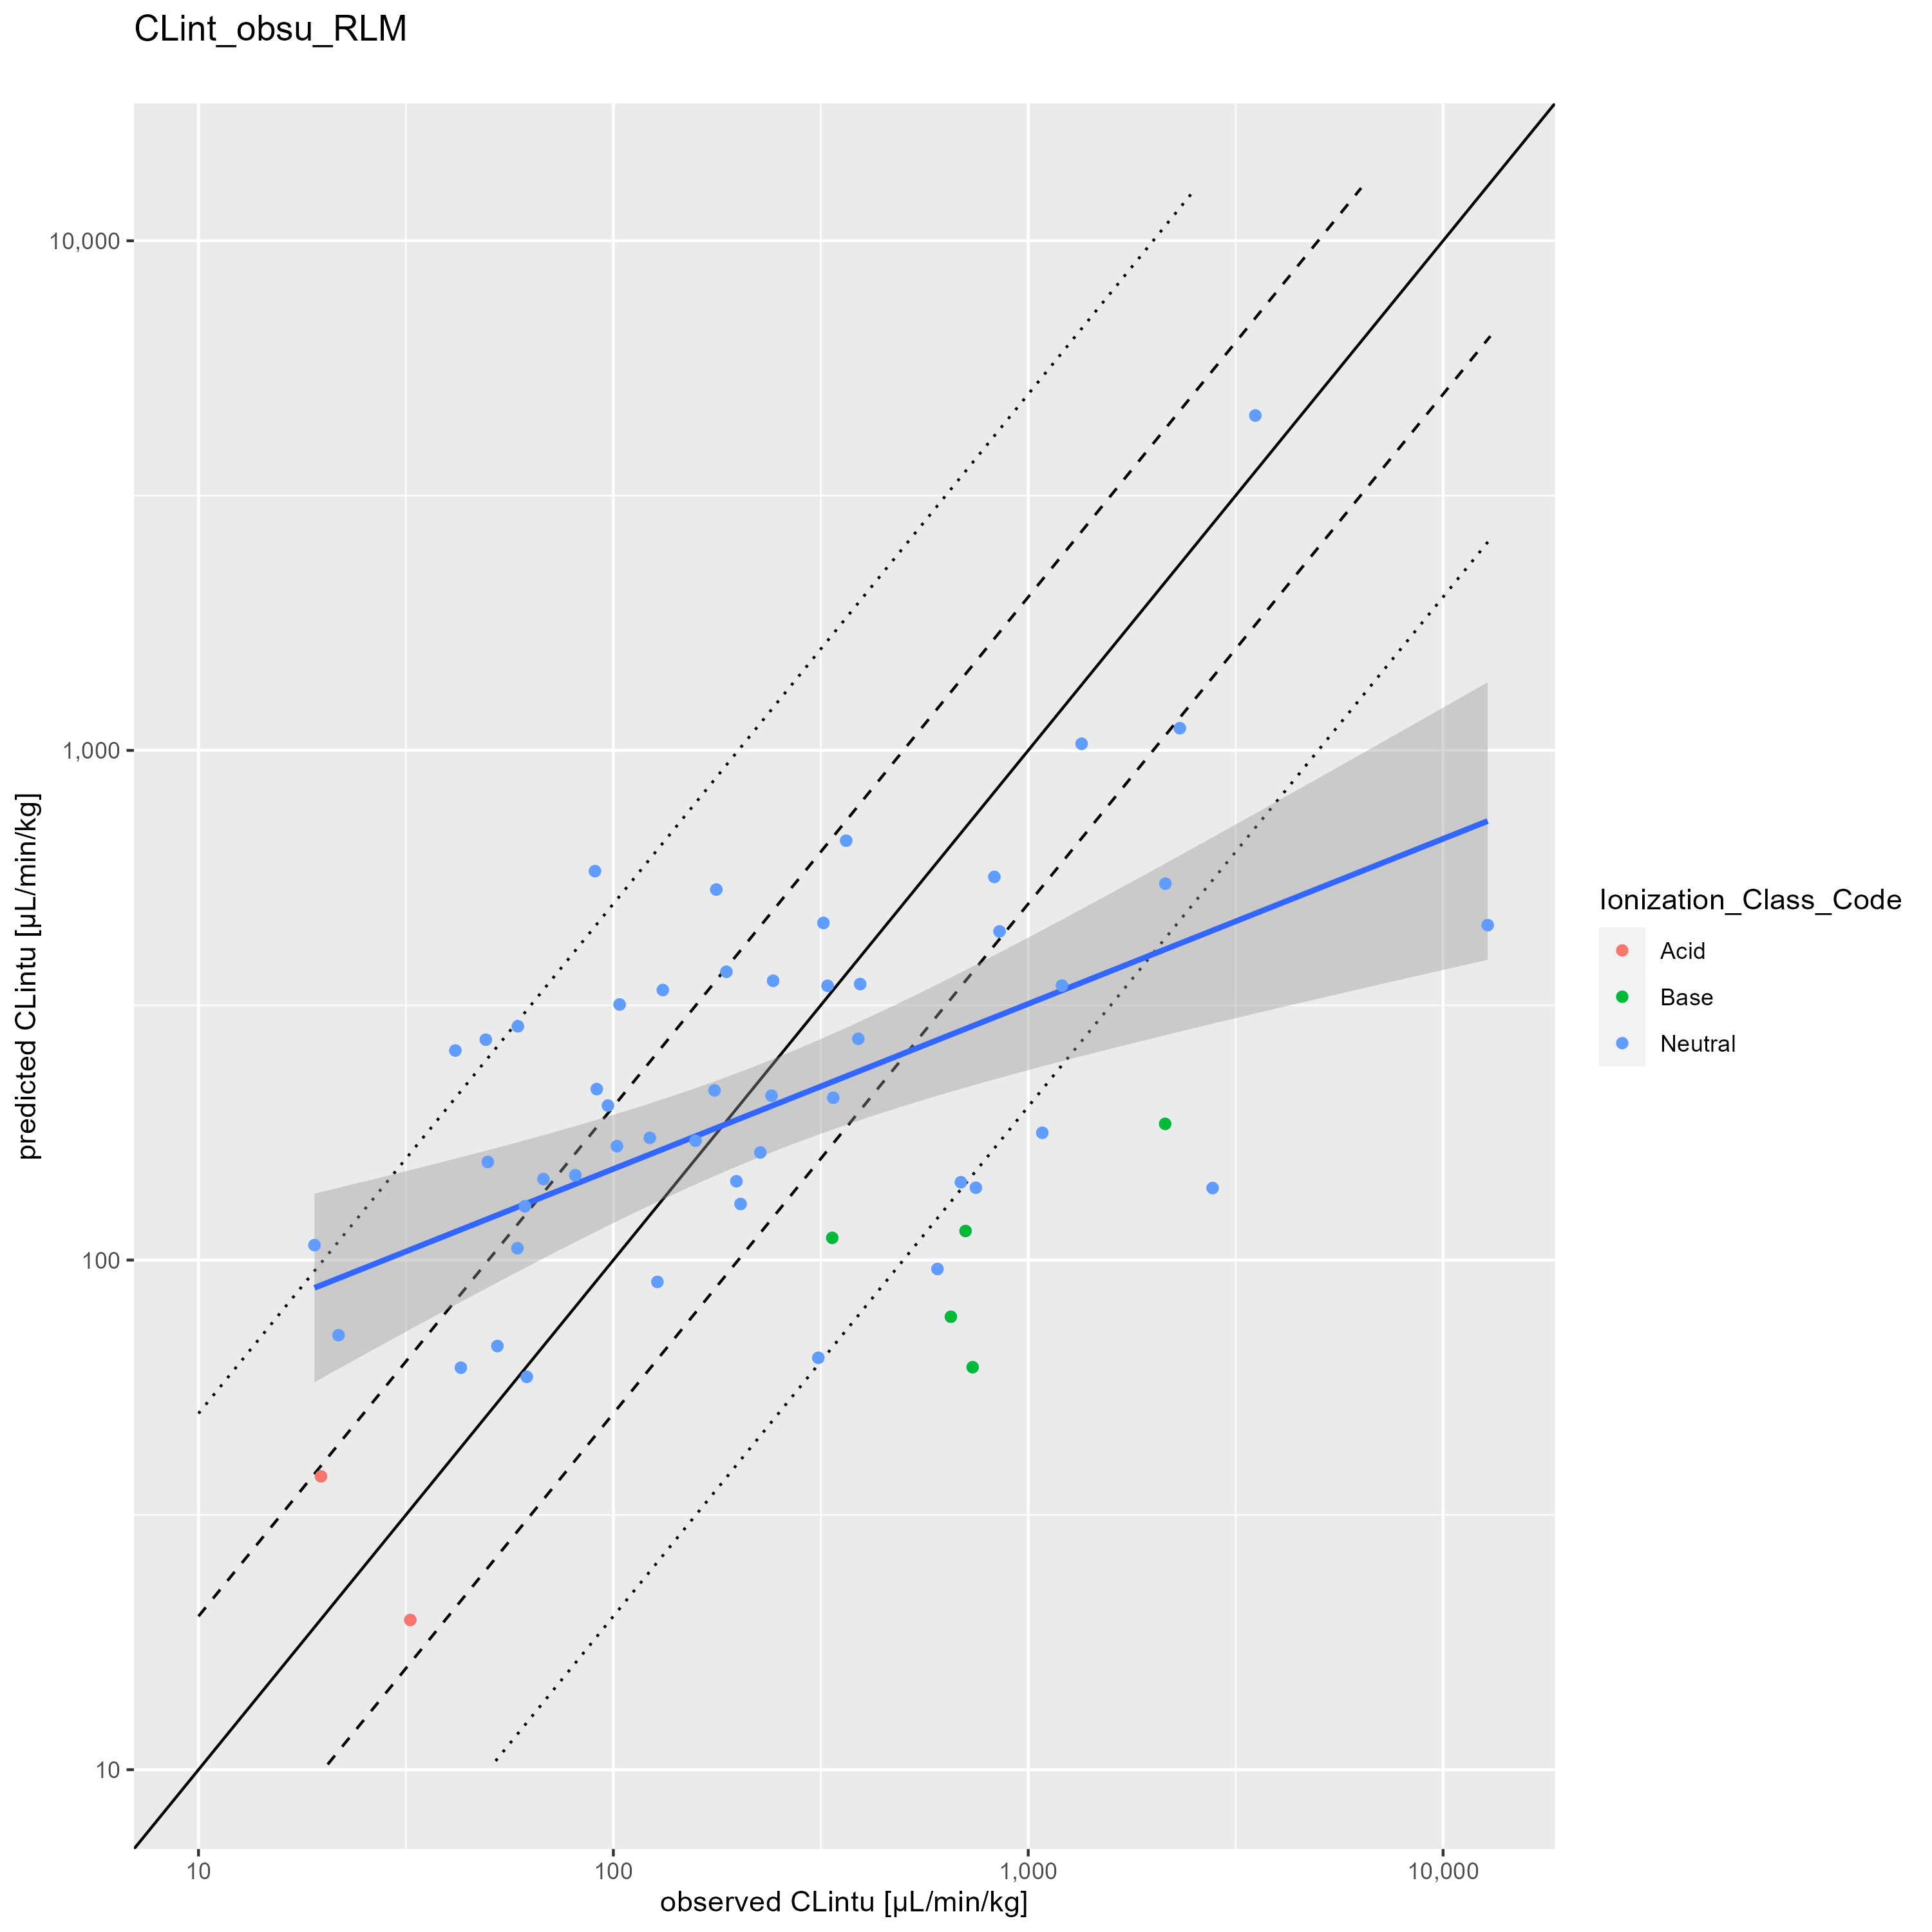 CLint_obsu_RLM
10,000
1,000
100
10
predicted CLintu [µL/min/kg]
10
100
1,000
10,000
observed CLintu [µL/min/kg]
Ionization_Class_Code
Acid
Base
Neutral